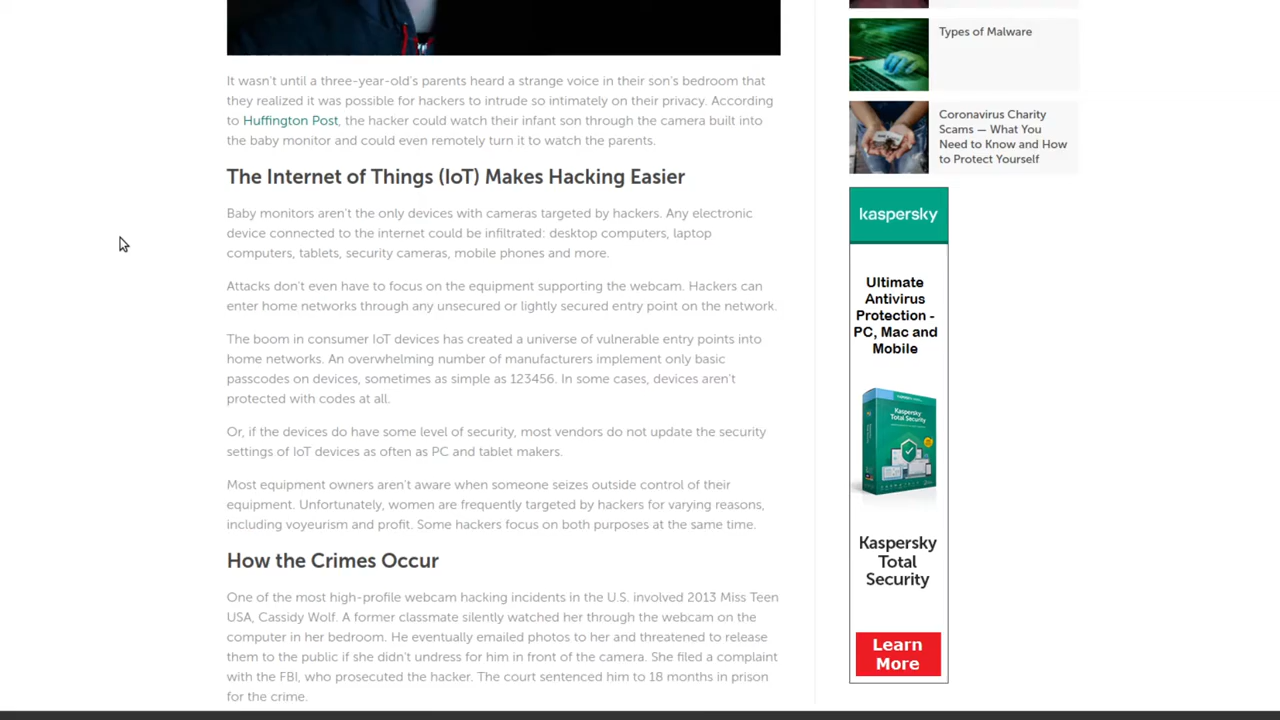 It wasn't until a three-year-old's parents heard a strange voice in their son's bedroom that
they realized it was possible for hackers to intrude so intimately on their privacy. According
to Huffington Post, the hacker could watch their infant son through the camera built into
the baby monitor and could even remotely turn it to watch the parents.
The Internet of Things (IoT) Makes Hacking Easier
Baby monitors aren't the only devices with cameras targeted by hackers. Any electronic
device connected to the internet could be infiltrated: desktop computers, laptop
computers, tablets, security cameras, mobile phones and more.
Attacks don't even have to focus on the equipment supporting the webcam. Hackers can
enter home networks through any unsecured or lightly secured entry point on the network.
The boom in consumer IoT devices has created a universe of vulnerable entry points into
home networks. An overwhelming number of manufacturers implement only basic
passcodes on devices, sometimes as simple as 123456. In some cases, devices aren't
protected with codes at all.
Or, if the devices do have some level of security, most vendors do not update the security
settings of IoT devices as often as PC and tablet makers.
Most equipment owners aren't aware when someone seizes outside control of their
equipment. Unfortunately, women are frequently targeted by hackers for varying reasons,
including voyeurism and profit. Some hackers focus on both purposes at the same time.
How the Crimes Occur
One of the most high-profile webcam hacking incidents in the U.S. involved 2013 Miss Teen
USA, Cassidy Wolf. A former classmate silently watched her through the webcam on the
computer in her bedroom. He eventually emailed photos to her and threatened to release
them to the public if she didn't undress for him in front of the camera. She filed a complaint
with the FBI, who prosecuted the hacker. The court sentenced him to 18 months in prison
for the crime.
Types of Malware
Coronavirus Charity
Scams — What You
Need to Know and How
to Protect Yourself
kaspersky
Ultimate
Antivirus
Protection -
PC, Mac and
Mobile
Kaspersky
Total Security
Kaspersky
Total
Security
Learn
More